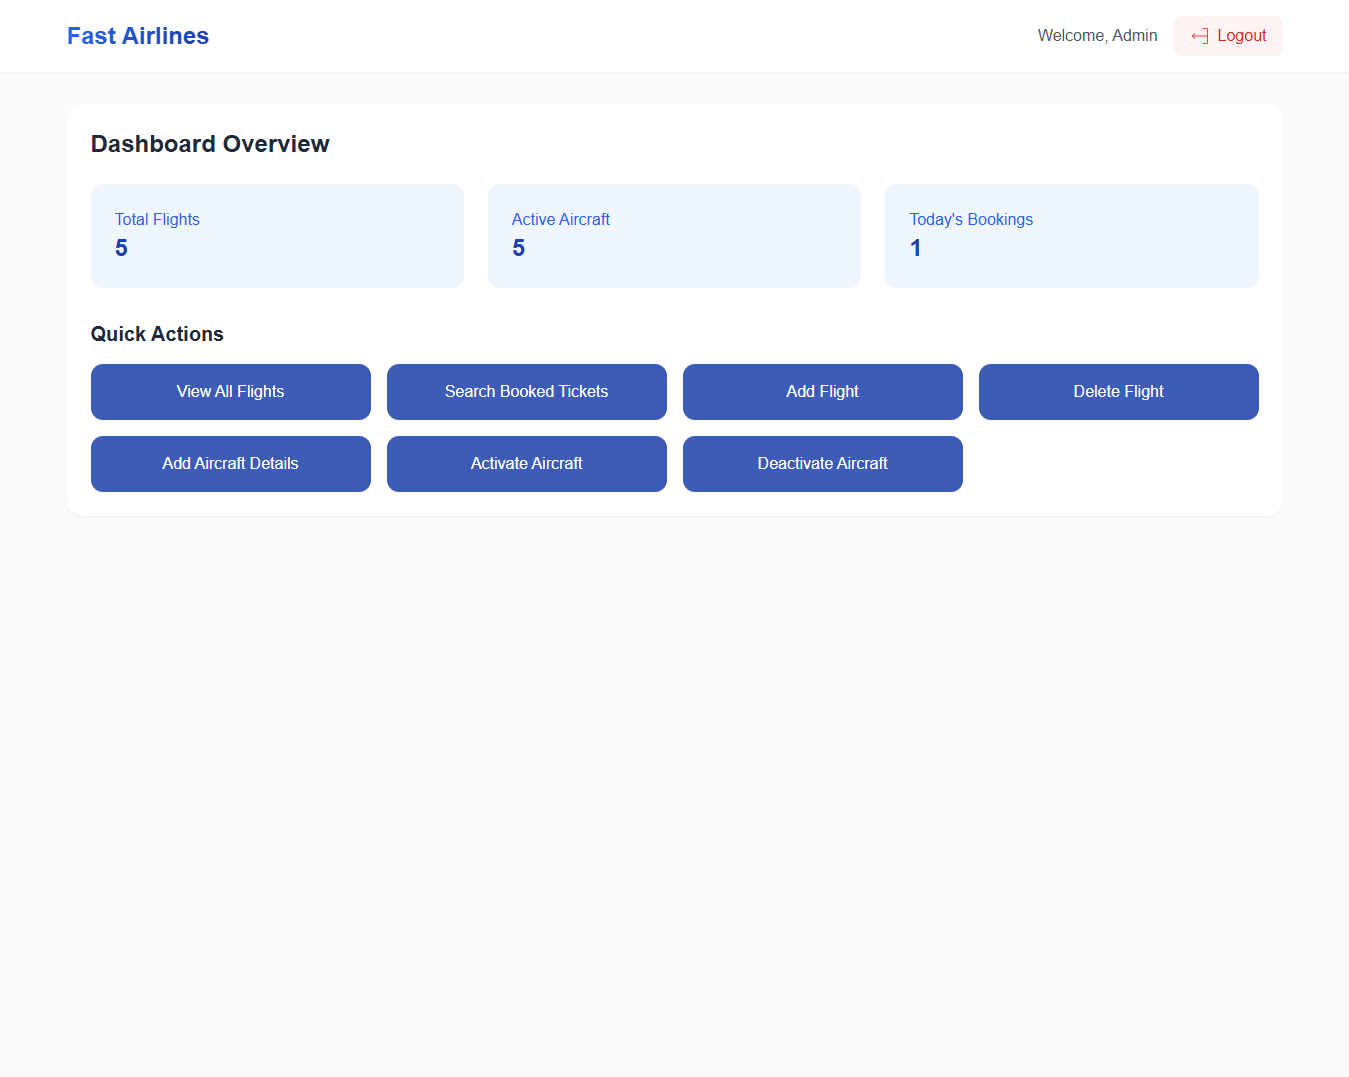 Fast Airlines
Welcome, Admin
Logout
Dashboard Overview
Total Flights
5
Active Aircraft
5
Today's Bookings
1
Quick Actions
View All Flights
Search Booked Tickets
Add Flight
Delete Flight
Add Aircraft Details
Activate Aircraft
Deactivate Aircraft